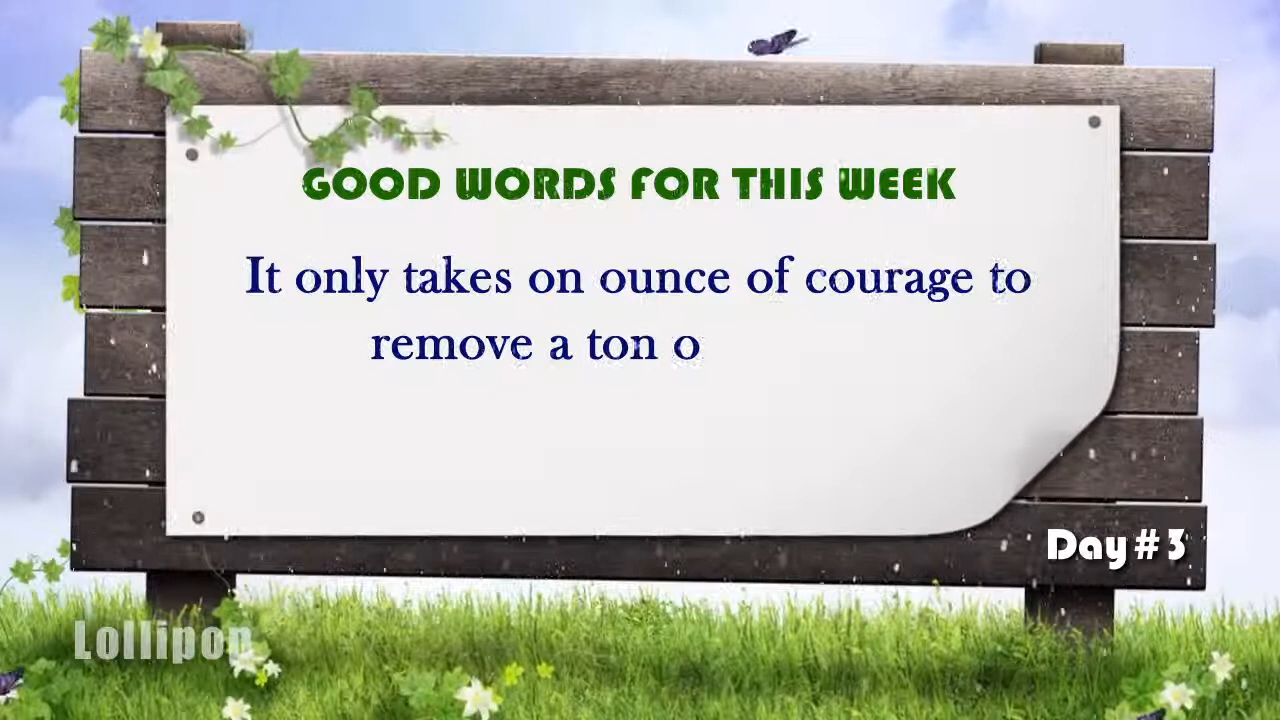 GOOD WORDS FOR THIS WEEK
It only takes on ounce of courage to
remove a ton o
Day # 3
Lollipop